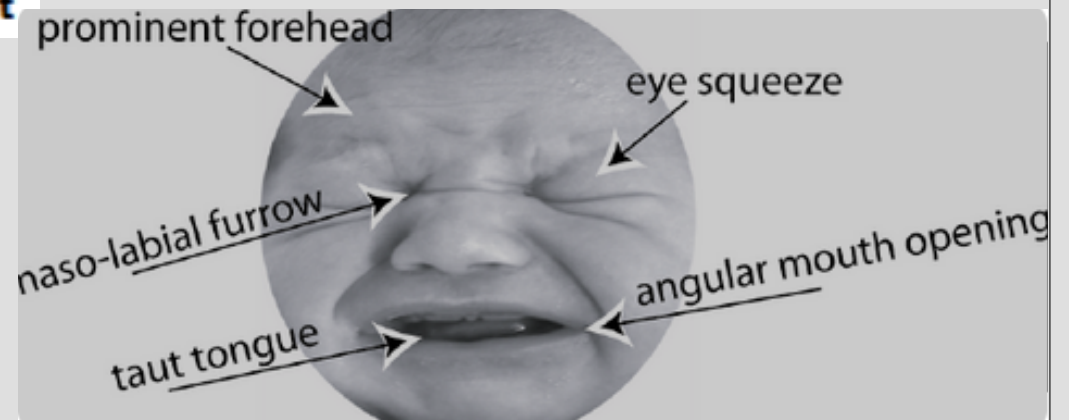 t
prominent forehead
eye squeeze
naso-labial furrow
angular mouth opening
taut tongue